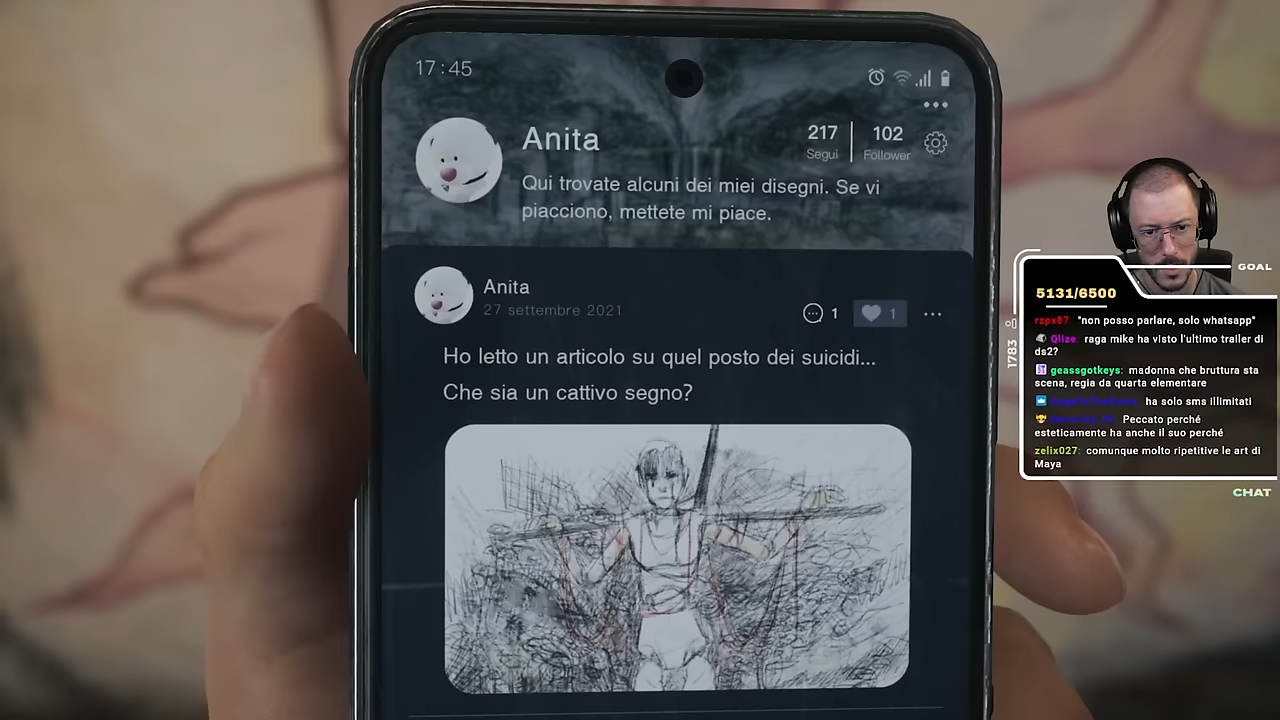 17:45
Anita
217
Segui
102
Follower
Qui trovate alcuni dei miei disegni. Se vi
piacciono, mettete mi piace.
Anita
27 settembre 2021
1
1
Ho letto un articolo su quel posto dei suicidi...
Che sia un cattivo segno?
GOAL
5131/6500
1783
rzpx87 "non posso parlare, solo whatsapp"
Qlize raga mike ha visto l'ultimo trailer di
ds2?
geassgotkeys: madonna che bruttura sta
scena, regia da quarta elementare
ha solo sms illimitati
Peccato perché
esteticamente ha anche il suo perché
zelix027: comunque molto ripetitive le art di
Maya
CHAT